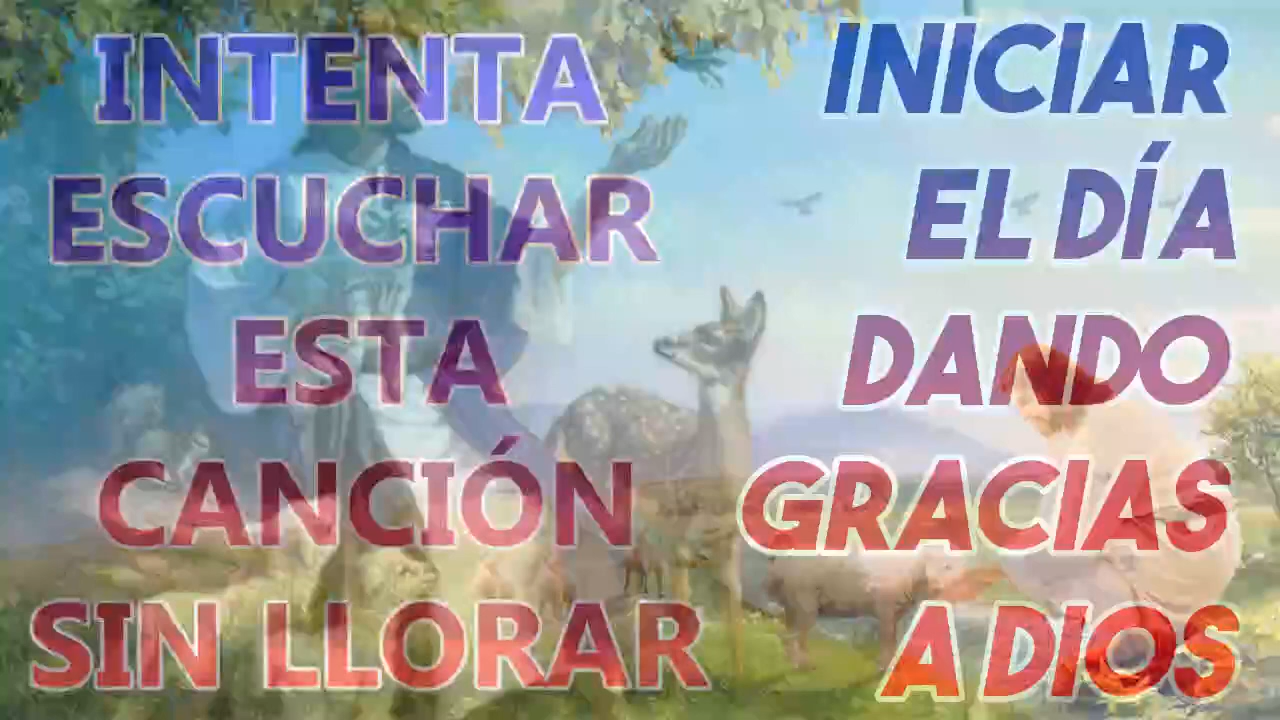 INTENTA
ESCUCHAR
ESTA
CANCIÓN
SIN LLORAR
INICIAR
EL DÍA
DANDO
GRACIAS
A DIOS